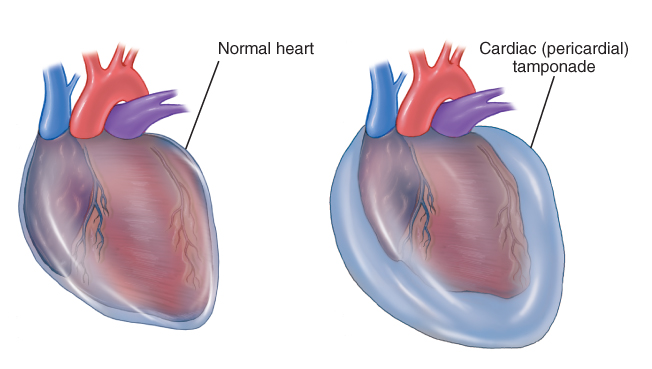 Normal heart
Cardiac (pericardial)
tamponade